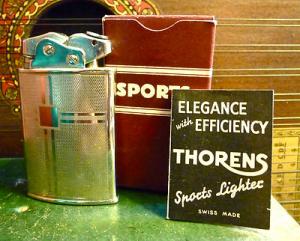 SPORTS
ELEGANCE
with EFFICIENCY
THORENS
Sports Lighter
SWISS MADE